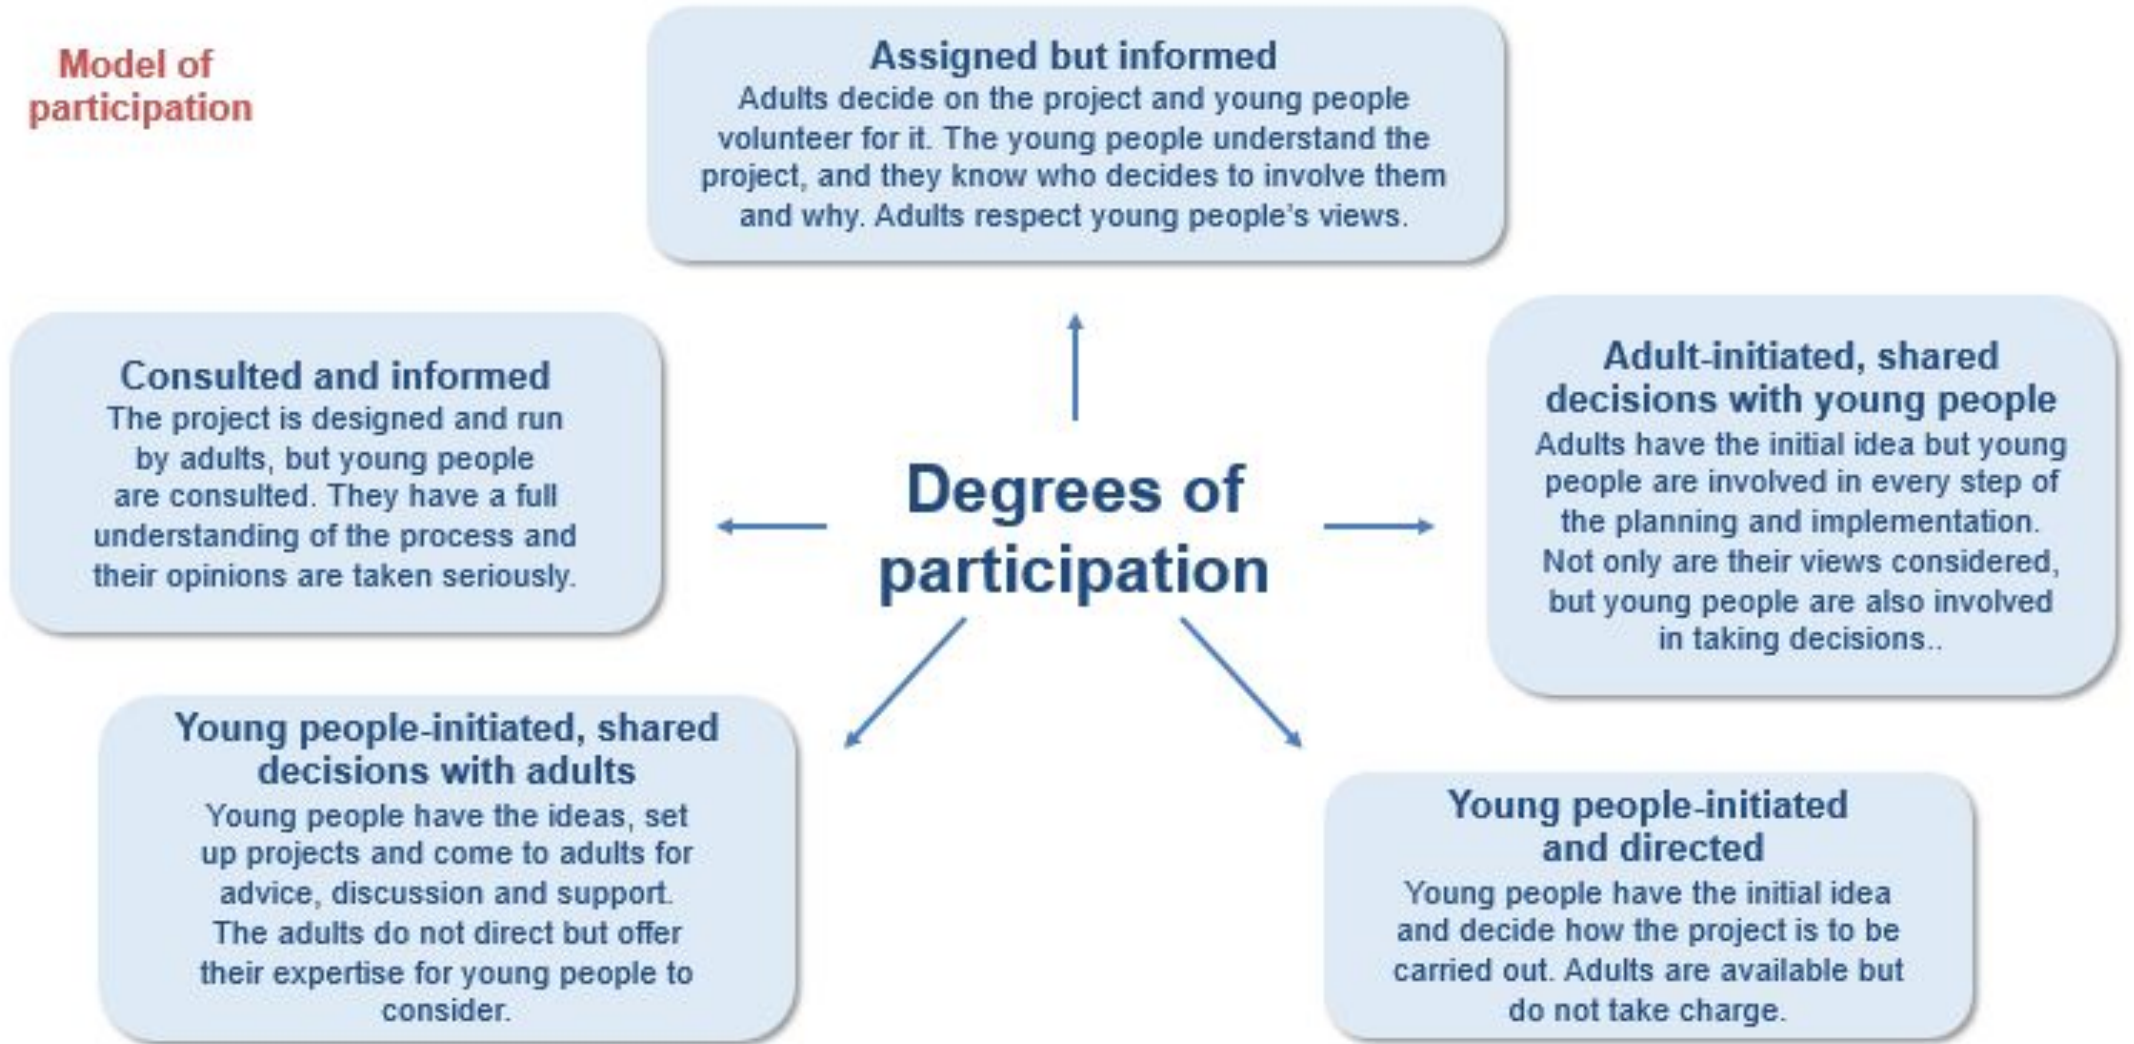 Model of
participation
Assigned but informed
Adults decide on the project and young people
volunteer for it. The young people understand the
project, and they know who decides to involve them
and why. Adults respect young people’s views.
Adult-initiated, shared
decisions with young people
Adults have the initial idea but young
people are involved in every step of
the planning and implementation.
Not only are their views considered,
but young people are also involved
in taking decisions..
Young people-initiated
and directed
Young people have the initial idea
and decide how the project is to be
carried out. Adults are available but
do not take charge.
Young people-initiated, shared
decisions with adults
Young people have the ideas, set
up projects and come to adults for
advice, discussion and support.
The adults do not direct but offer
their expertise for young people to
consider.
Consulted and informed
The project is designed and run
by adults, but young people
are consulted. They have a full
understanding of the process and
their opinions are taken seriously.
Degrees of
participation